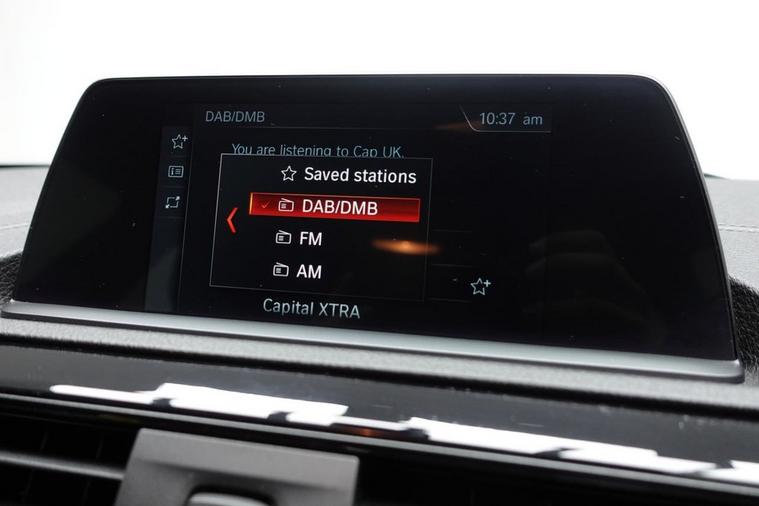 DAB/DMB
10:37 am
You are listening to Cap UK.
Saved stations
DAB/DMB
FM
AM
Capital XTRA